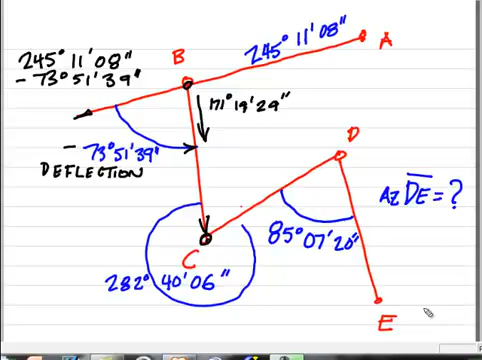 245° 11' 08"
- 73° 51' 39"
B
245° 11' 08"
A
171° 19' 29"
- 73° 51' 39"
DEFLECTION
D
AZ DE = ?
85° 07' 20"
C
282° 40' 06"
E